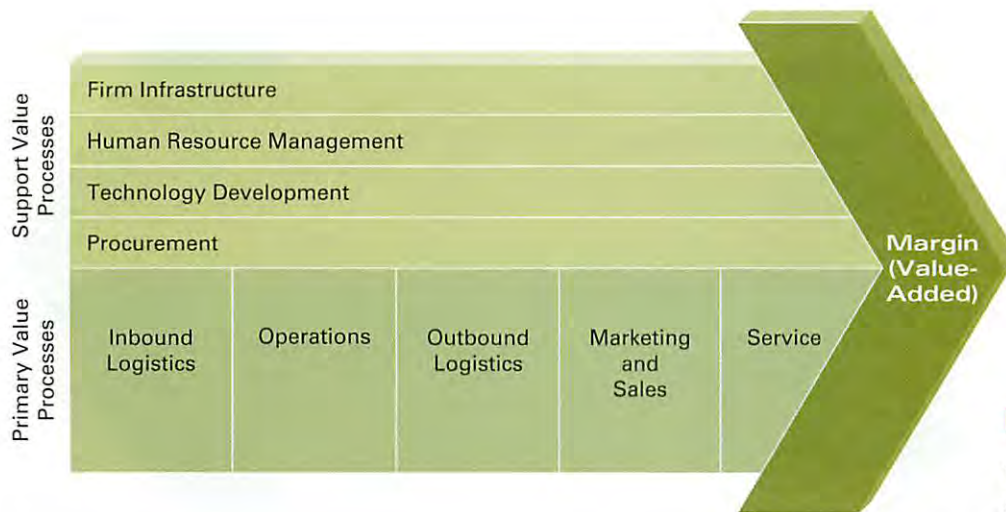 Support Value
Processes
Firm Infrastructure
Human Resource Management
Technology Development
Procurement
Margin
(Value-
Added)
Primary Value
Processes
Inbound
Logistics
Operations
Outbound
Logistics
Marketing
and
Sales
Service